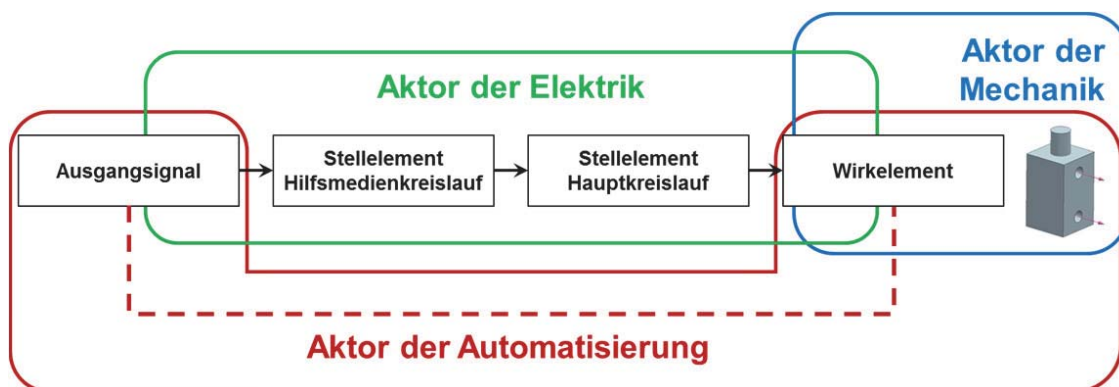 Aktor der Elektrik
Aktor der
Mechanik
Ausgangsignal
Stellelement
Hilfsmedienkreislauf
Stellelement
Hauptkreislauf
Wirkelement
Aktor der Automatisierung